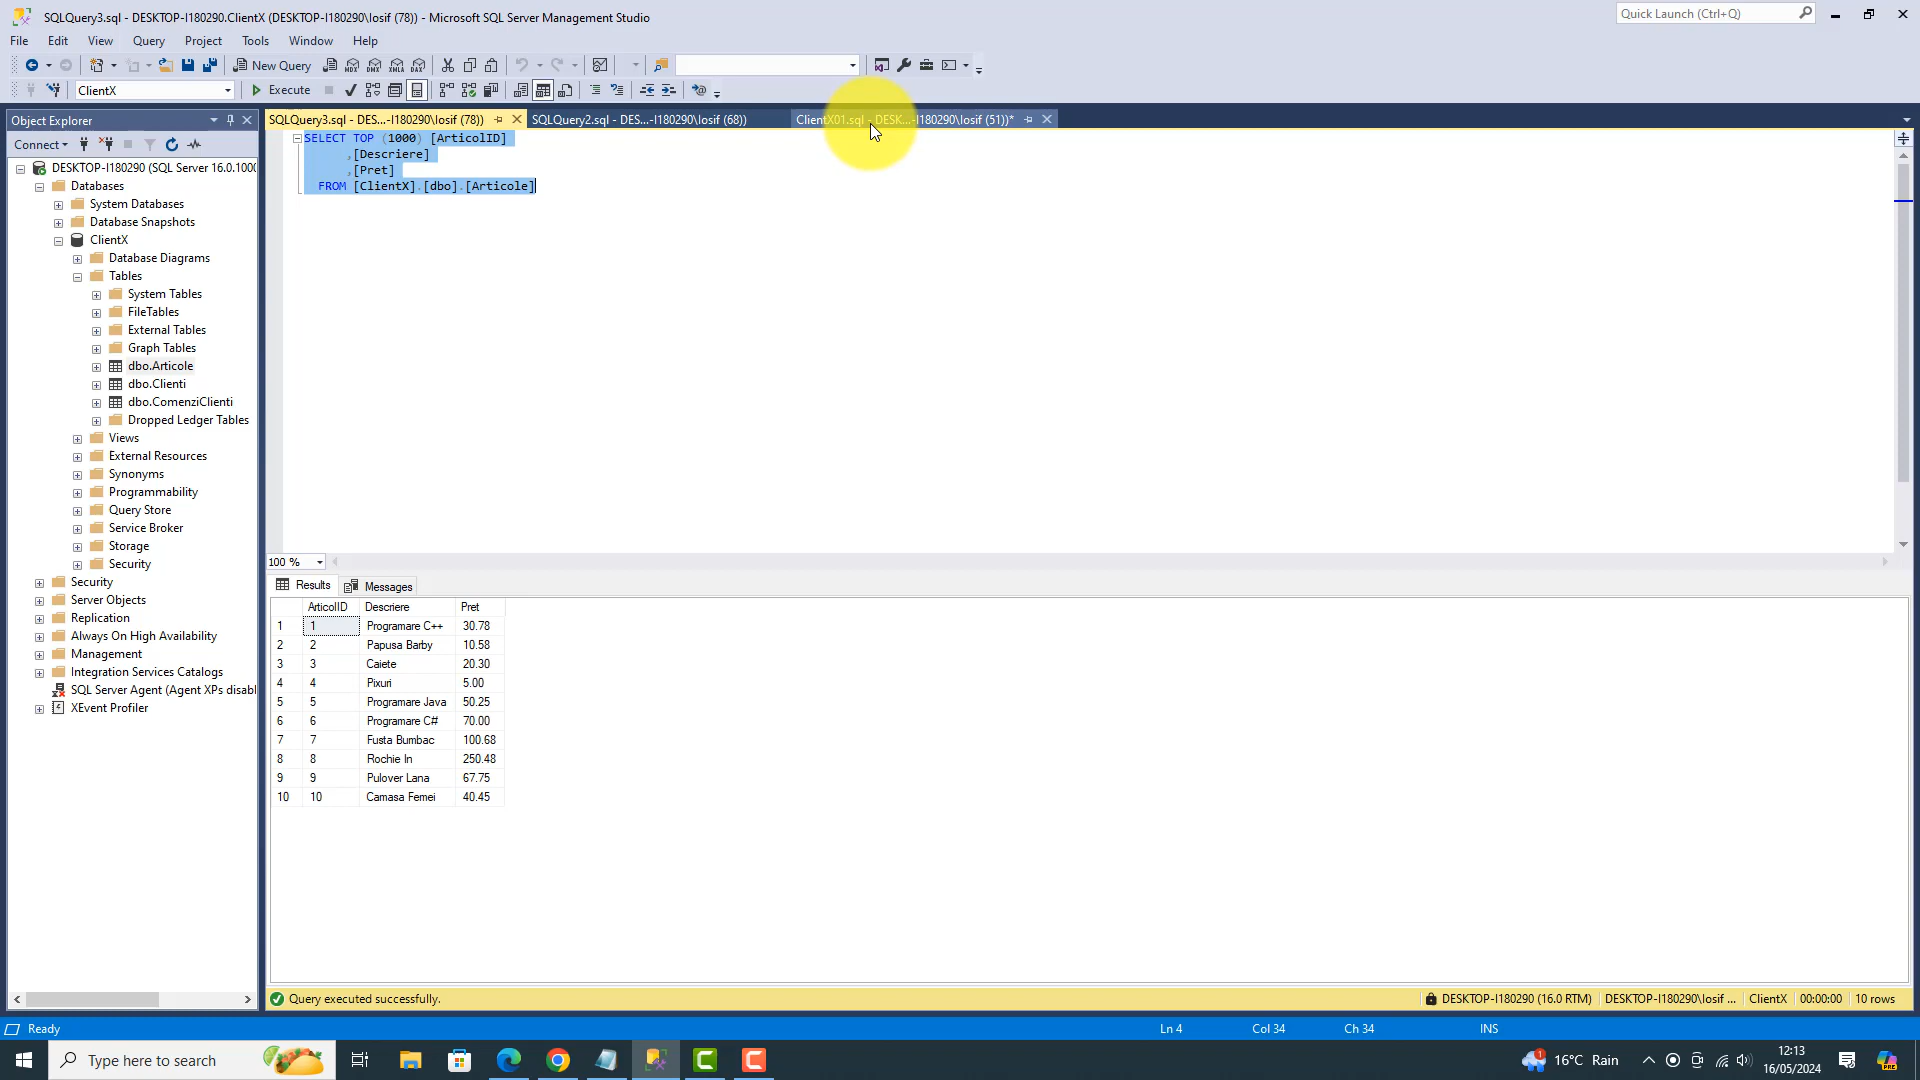 SQLQuery3.sql - DESKTOP-I180290.ClientX (DESKTOP-I180290\Iosif (78)) - Microsoft SQL Server Management Studio
Quick Launch (Ctrl+Q)
File Edit View Query Project Tools Window Help
New Query
ClientX Execute
Object Explorer
SQLQuery3.sql - DES...-I180290\Iosif (78)) SQLQuery2.sql - DES...-I180290\Iosif (68)) ClientX01.sql - DESK...-I180290\Iosif (51))*
Connect
DESKTOP-I180290 (SQL Server 16.0.1000
Databases
System Databases
Database Snapshots
ClientX
Database Diagrams
Tables
System Tables
FileTables
External Tables
Graph Tables
dbo.Articole
dbo.Clienti
dbo.ComenziClienti
Dropped Ledger Tables
Views
External Resources
Synonyms
Programmability
Query Store
Service Broker
Storage
Security
Security
Server Objects
Replication
Always On High Availability
Management
Integration Services Catalogs
SQL Server Agent (Agent XPs disabl
XEvent Profiler
SELECT TOP (1000) [ArticolID]
,[Descriere]
,[Pret]
FROM [ClientX].[dbo].[Articole]
100 %
Results Messages
ArticolID Descriere Pret
1 1 Programare C++ 30.78
2 2 Papusa Barby 10.58
3 3 Caiete 20.30
4 4 Pixuri 5.00
5 5 Programare Java 50.25
6 6 Programare C# 70.00
7 7 Fusta Bumbac 100.68
8 8 Rochie In 250.48
9 9 Pulover Lana 67.75
10 10 Camasa Femei 40.45
Query executed successfully. DESKTOP-I180290 (16.0 RTM) DESKTOP-I180290\Iosif ... ClientX 00:00:00 10 rows
Ready Ln 4 Col 34 Ch 34 INS
Type here to search
1 16°C Rain
12:13
16/05/2024
PRE